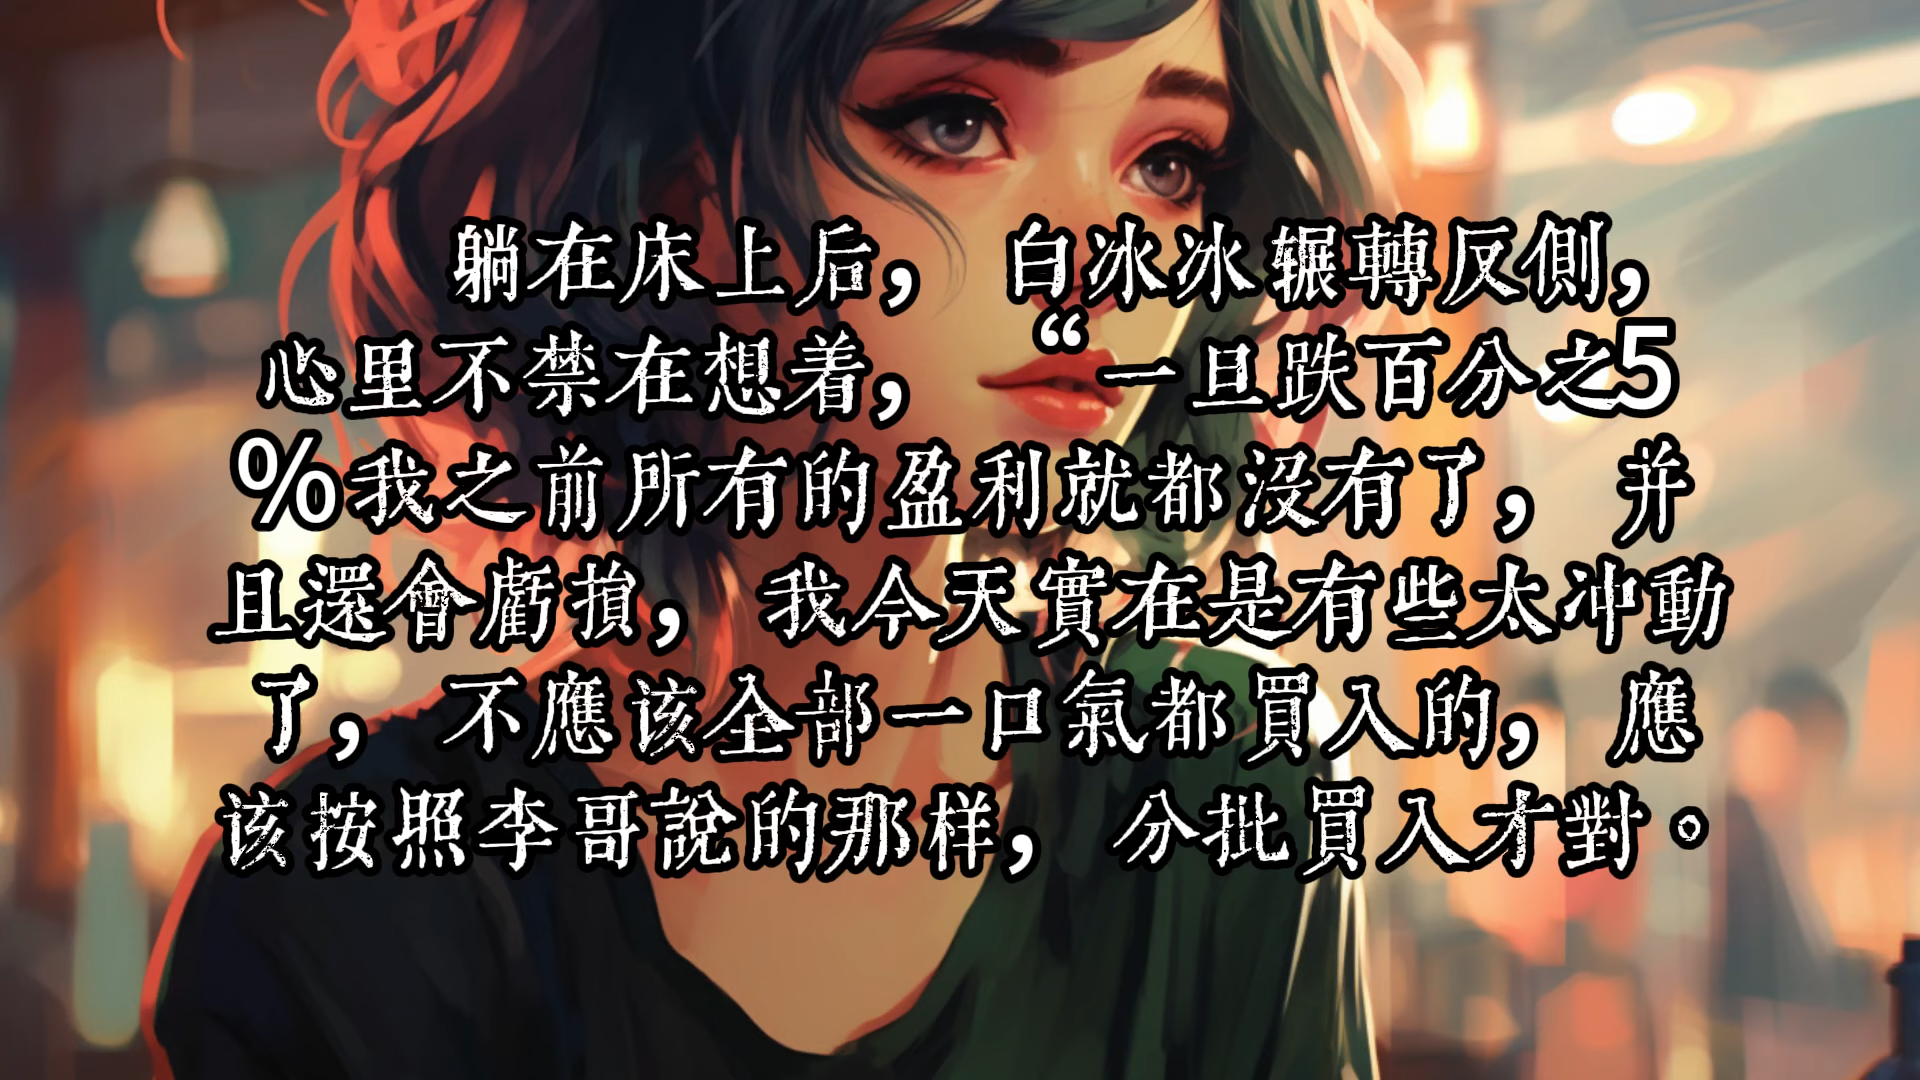 躺在床上后，白冰冰辗轉反側，
心里不禁在想着，“一旦跌百分之5
%我之前所有的盈利就都没有了，并
且還會虧損，我今天實在是有些太冲動
了，不應该全部一口氣都買入的，應
该按照李哥說的那样，分批買入才對。